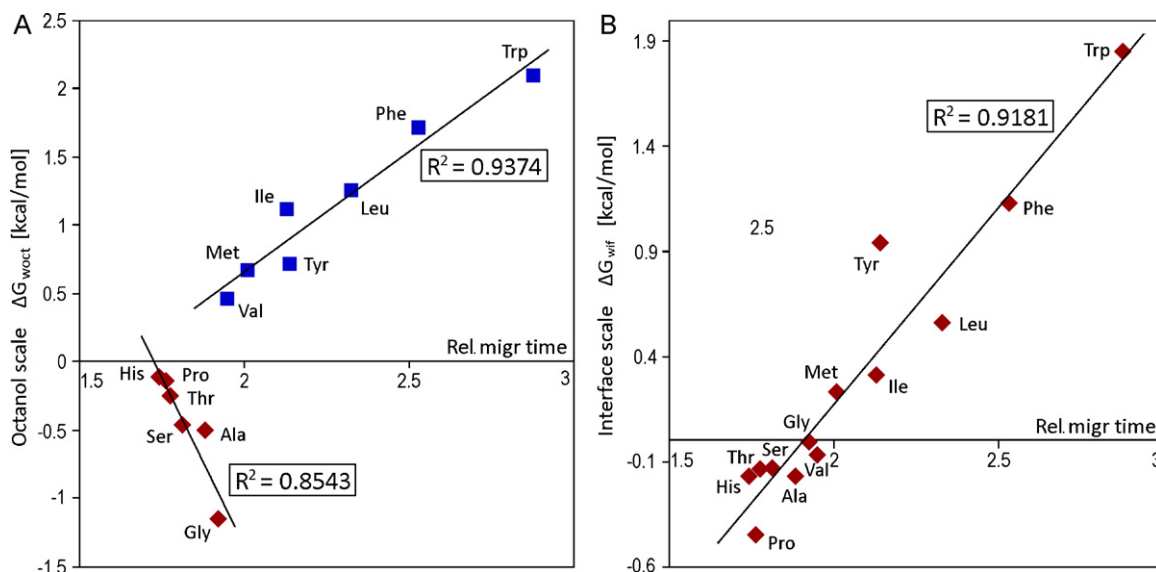 A
Octanol scale ΔGwoct [kcal/mol]
2.5
2
1.5
1
0.5
0
-0.5
-1
-1.5
1.5
2
2.5
3
Rel.migr time
Trp
Phe
R² = 0.9374
Ile
Leu
Met
Tyr
Val
His
Pro
Thr
Ser
Ala
R² = 0.8543
Gly
B
Interface scale ΔGwif [kcal/mol]
1.9
1.4
0.9
0.4
-0.1
-0.6
1.5
2
2.5
3
Rel.migr time
Trp
R² = 0.9181
Phe
2.5
Tyr
Leu
Met
Ile
Gly
Thr
Ser
Val
His
Ala
Pro